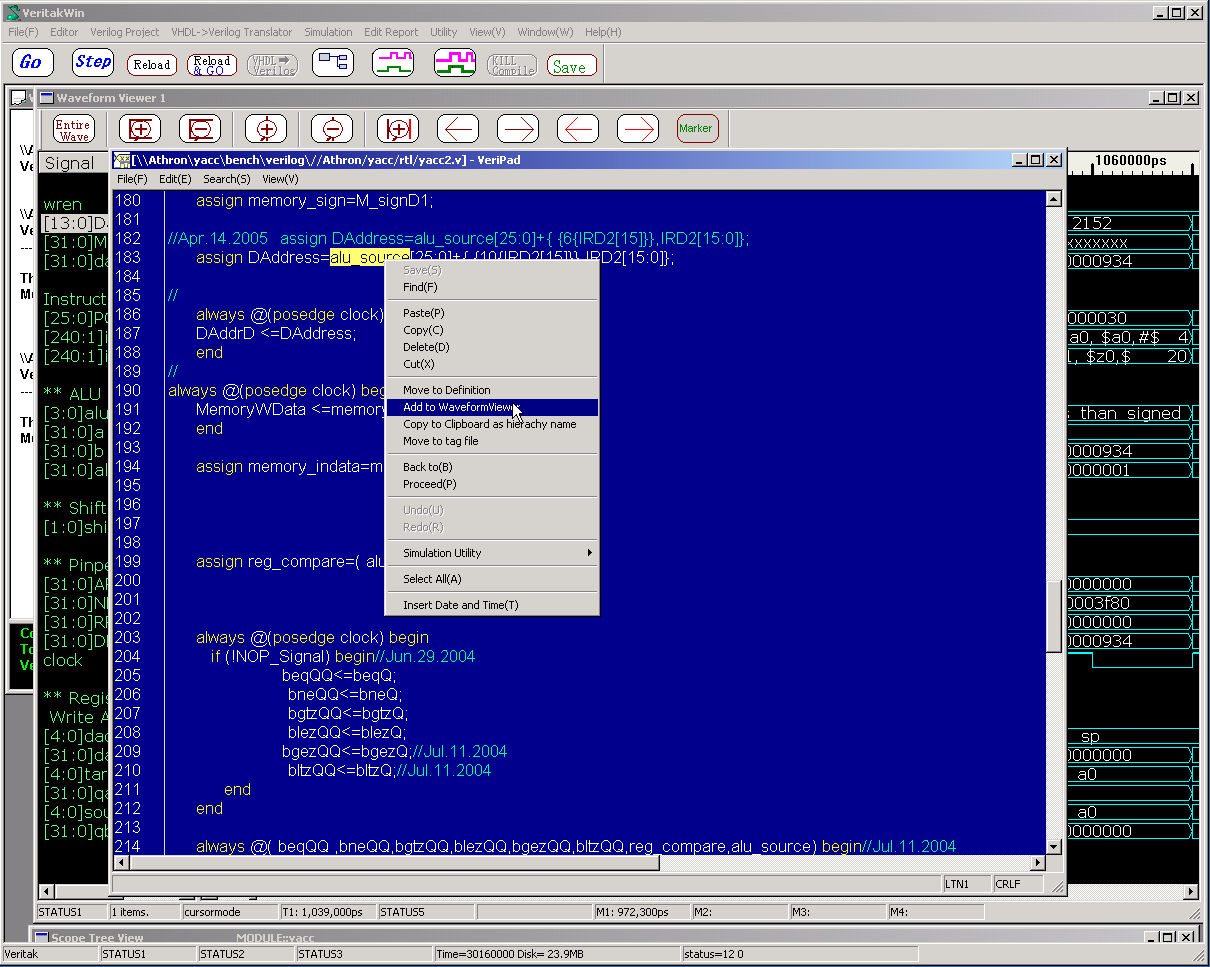 VeritakWin
File(F) Editor Verilog Project VHDL->Verilog Translator Simulation Edit Report Utility View(V) Window(W) Help(H)
Go Step Reload Reload & GO VHDL Verilog KILL Compile Save
Waveform Viewer 1
Entire Wave Marker
Signal
1060000ps
[\\Athron\yacc\bench\verilog\///Athron/yacc/rtl/yacc2.v] - VeriPad
File(F) Edit(E) Search(S) View(V)
180 assign memory_sign=M_signD1;
181
182 //Apr.14.2005 assign DAddress=alu_source[25:0]+{ {6{IRD2[15]}},IRD2[15:0]};
183 assign DAddress=alu_source[25:0]+{ {10{IRD2[15]}},IRD2[15:0]};
184
185 //
186 always @(posedge clock)
187 DAddrD <=DAddress;
188 end
189 //
190 always @(posedge clock) beg
191 MemoryWData <=memory
192 end
193
194 assign memory_indata=m
195
196
197
198
199 assign reg_compare=( alu
200
201
202
203 always @(posedge clock) begin
204 if (!NOP_Signal) begin//Jun.29.2004
205 beqQQ<=beqQ;
206 bneQQ<=bneQ;
207 bgtzQQ<=bgtzQ;
208 blezQQ<=blezQ;
209 bgezQQ<=bgezQ;//Jul.11.2004
210 bltzQQ<=bltzQ;//Jul.11.2004
211 end
212 end
213
214 always @( beqQQ ,bneQQ,bgtzQQ,blezQQ,bgezQQ,bltzQQ,reg_compare,alu_source) begin//Jul.11.2004
Save(S)
Find(F)
Paste(P)
Copy(C)
Delete(D)
Cut(X)
Move to Definition
Add to WaveformViewer
Copy to Clipboard as hierachy name
Move to tag file
Back to(B)
Proceed(P)
Undo(U)
Redo(R)
Simulation Utility
Select All(A)
Insert Date and Time(T)
LTN1 CRLF
wren
[13:0]D
[31:0]M
[31:0]da
Instruct
[25:0]P
[240:1]i
[240:1]i
** ALU
[3:0]alu
[31:0]a
[31:0]b
[31:0]al
** Shift
[1:0]shi
** Pinpe
[31:0]A
[31:0]N
[31:0]R
[31:0]D
clock
** Regis
Write A
[4:0]da
[31:0]da
[4:0]tar
[31:0]qa
[4:0]sou
[31:0]qb
2152
xxxxxxx
0000934
000030
a0, $a0,#$ 4
, $z0,$ 20
s than signed
0000934
0000001
0000000
0003f80
0000000
0000934
sp
0000000
a0
a0
0000000
STATUS1 1 items. cursormode T1: 1,039,000ps STATUS5 M1: 972,300ps M2: M3: M4:
Scope Tree View MODULE::yacc
Veritak STATUS1 STATUS2 STATUS3 Time=30160000 Disk= 23.9MB status=12 0